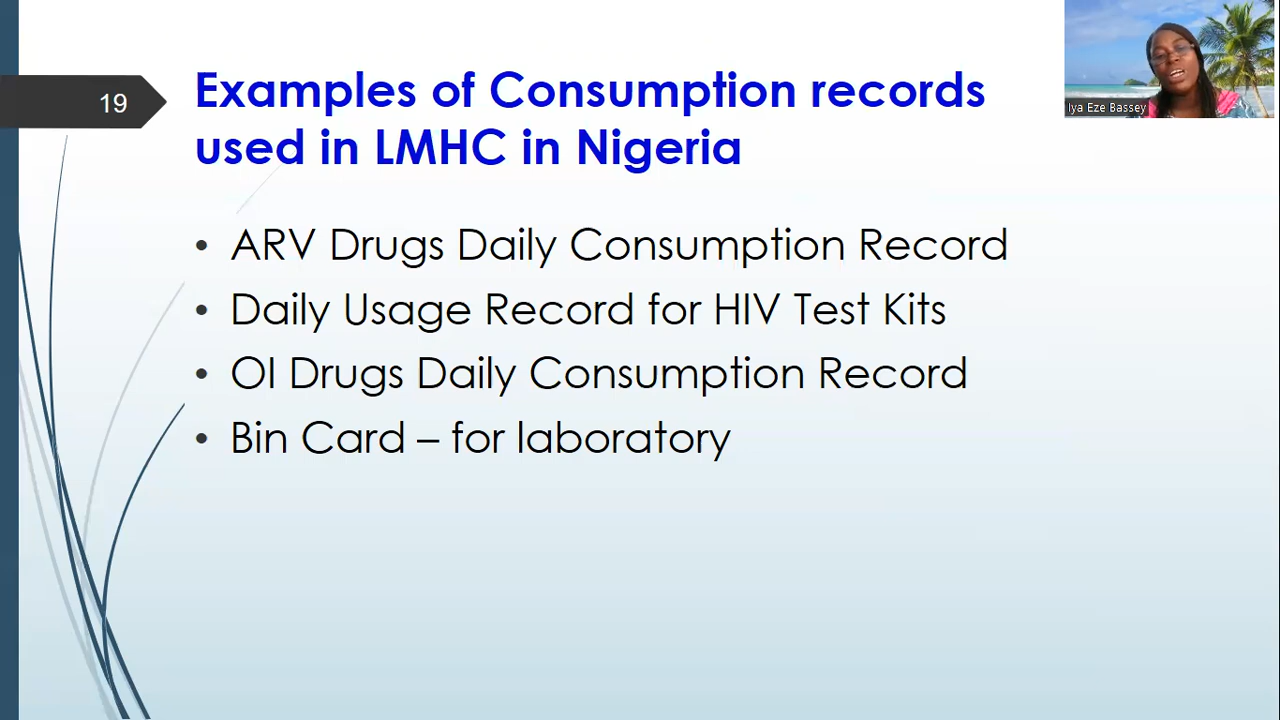 19
Examples of Consumption records
used in LMHC in Nigeria
• ARV Drugs Daily Consumption Record
• Daily Usage Record for HIV Test Kits
• OI Drugs Daily Consumption Record
• Bin Card – for laboratory
Iya Eze Bassey